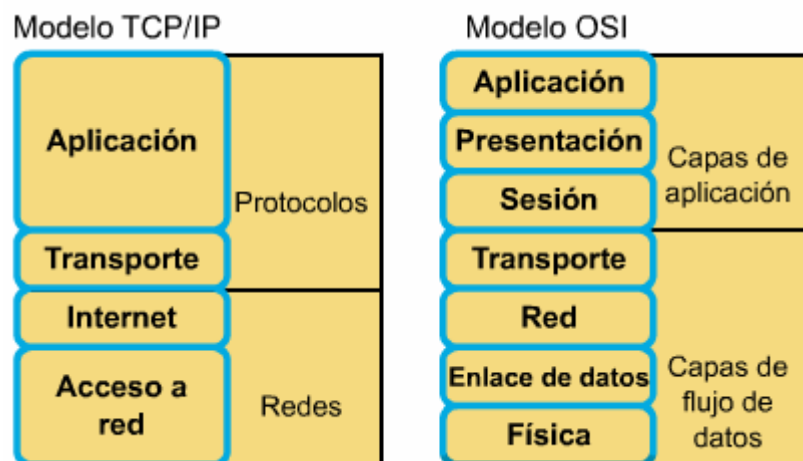 Modelo TCP/IP
Aplicación
Transporte
Internet
Acceso a
red
Protocolos
Redes
Modelo OSI
Aplicación
Presentación
Sesión
Transporte
Red
Enlace de datos
Física
Capas de
aplicación
Capas de
flujo de
datos